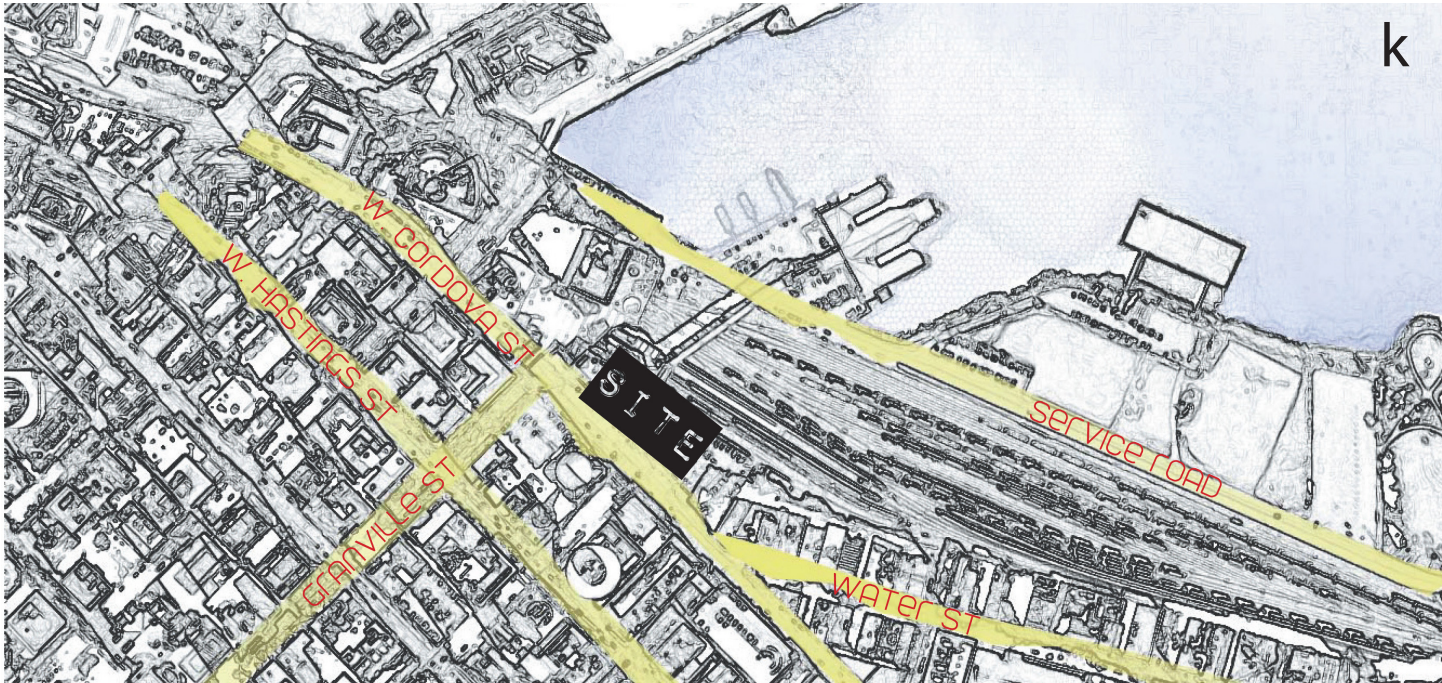 k
W. CORDOVA ST
W. HASTINGS ST
SITE
GRANVILLE ST
SERVICE ROAD
WATER ST